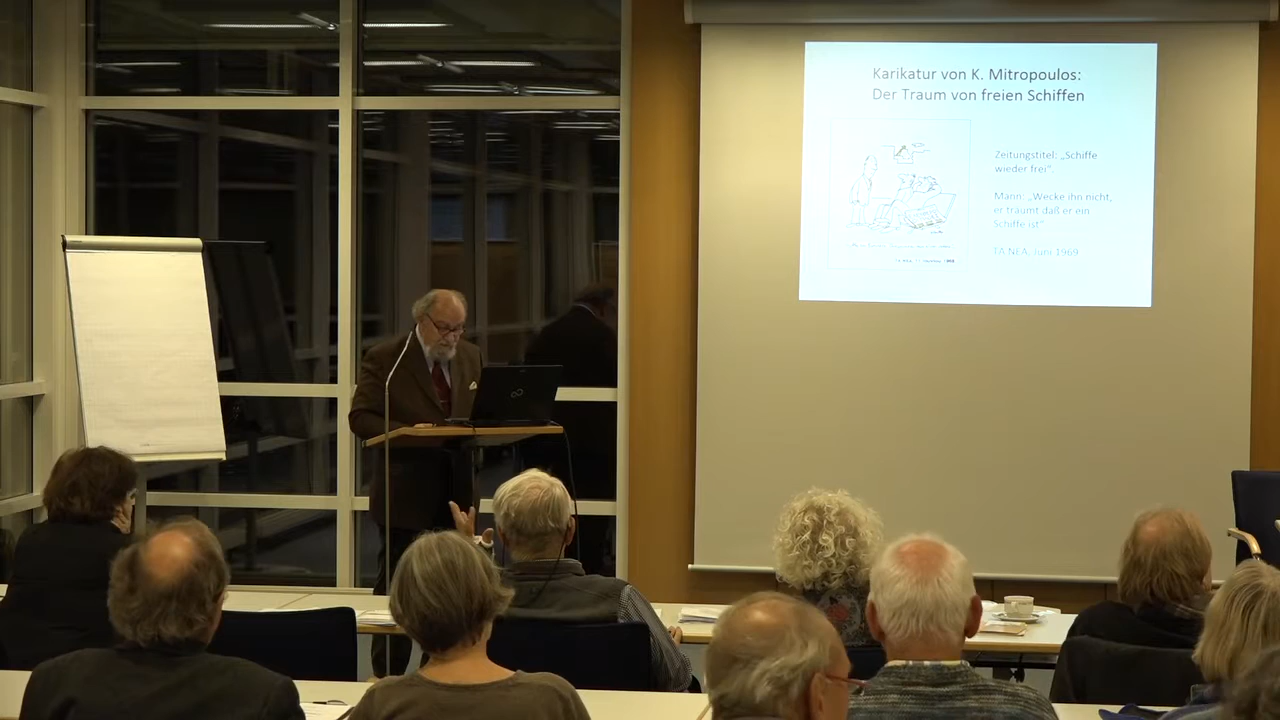 Karikatur von K. Mitropoulos:
Der Traum von freien Schiffen
Zeitungstitel: „Schiffe
wieder frei“.
Mann: „Wecke ihn nicht,
er träumt daß er ein
Schiffe ist“
TA NEA, Juni 1969